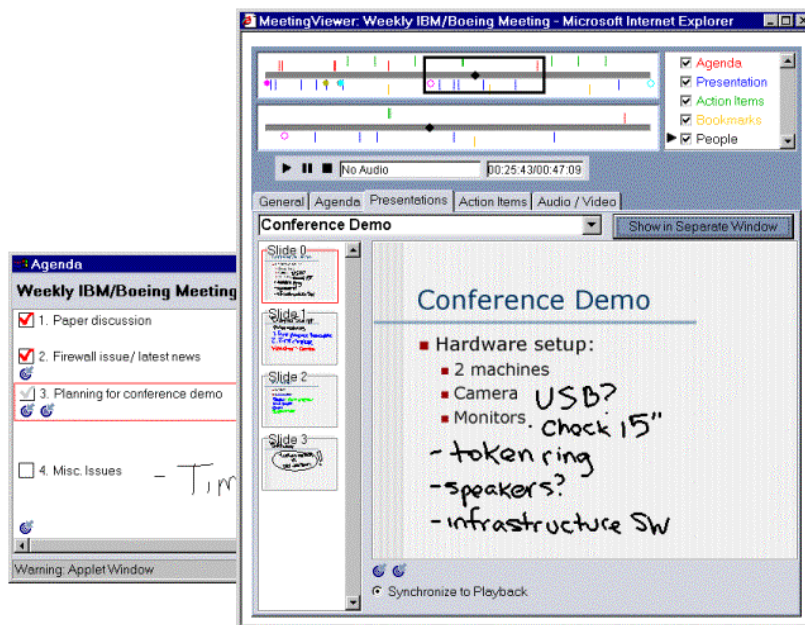 MeetingViewer: Weekly IBM/Boeing Meeting - Microsoft Internet Explorer
Agenda
Presentation
Action Items
Bookmarks
People
No Audio
00:25:43/00:47:09
General
Agenda
Presentations
Action Items
Audio / Video
Conference Demo
Show in Separate Window
Agenda
Weekly IBM/Boeing Meeting
1. Paper discussion
2. Firewall issue/ latest news
3. Planning for conference demo
4. Misc. Issues
- Tim
Warning: Applet Window
Slide 0
Slide 1
Slide 2
Slide 3
Conference Demo
Hardware setup:
2 machines
Camera USB?
Monitors. Check 15"
- token ring
- speakers?
- infrastructure SW
Synchronize to Playback